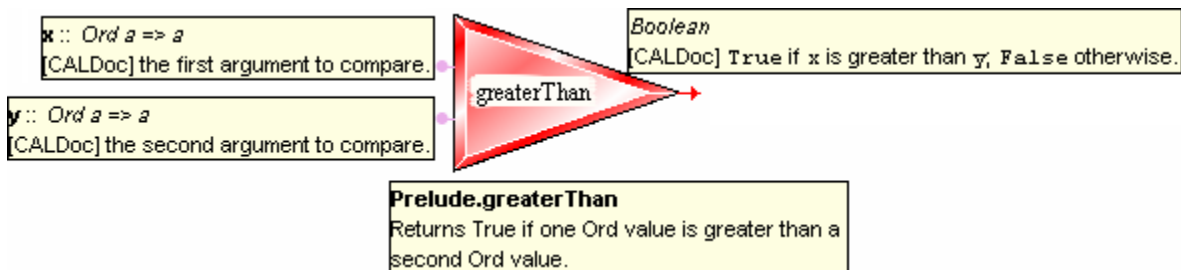 x :: Ord a => a
[CALDoc] the first argument to compare.
Boolean
[CALDoc] True if x is greater than y; False otherwise.
greaterThan
y :: Ord a => a
[CALDoc] the second argument to compare.
Prelude.greaterThan
Returns True if one Ord value is greater than a
second Ord value.